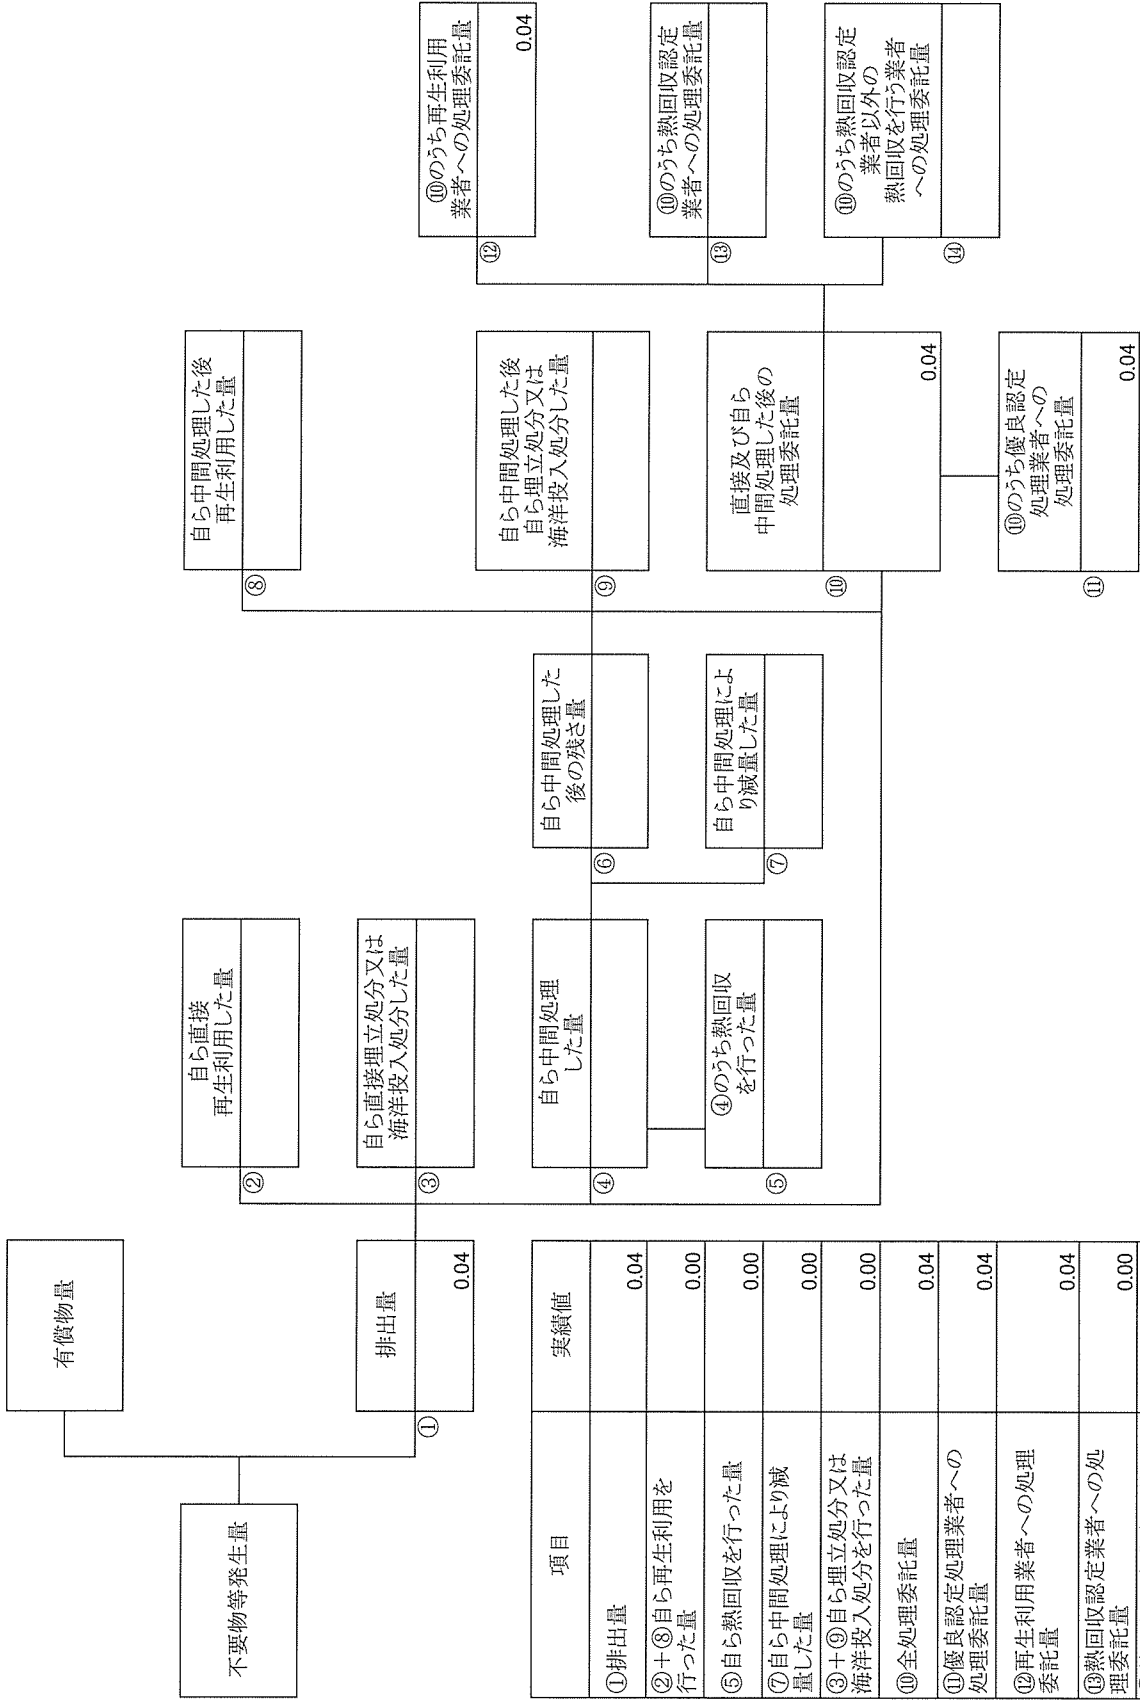 不要物等発生量
有償物量
①
排出量
0.04
②
自ら直接
再生利用した量
③
自ら直接埋立処分又は
海洋投入処分した量
④
自ら中間処理
した量
⑤
④のうち熱回収
を行った量
⑥
自ら中間処理した
後の残さ量
⑦
自ら中間処理によ
り減量した量
⑧
自ら中間処理した後
再生利用した量
⑨
自ら中間処理した後
自ら埋立処分又は
海洋投入処分した量
⑩
直接及び自ら
中間処理した後の
処理委託量
0.04
⑪
⑩のうち優良認定
処理業者への
処理委託量
0.04
⑫
⑩のうち再生利用
業者への処理委託量
0.04
⑬
⑩のうち熱回収認定
業者への処理委託量
⑭
⑩のうち熱回収認定
業者以外の
熱回収を行う業者
への処理委託量
項目 実績値
①排出量 0.04
②+⑧自ら再生利用を
行った量 0.00
⑤自ら熱回収を行った量 0.00
⑦自ら中間処理により減
量した量 0.00
③+⑨自ら埋立処分又は
海洋投入処分を行った量 0.00
⑩全処理委託量 0.04
⑪優良認定処理業者への
処理委託量 0.04
⑫再生利用業者への処理
委託量 0.04
⑬熱回収認定業者への処
理委託量 0.00